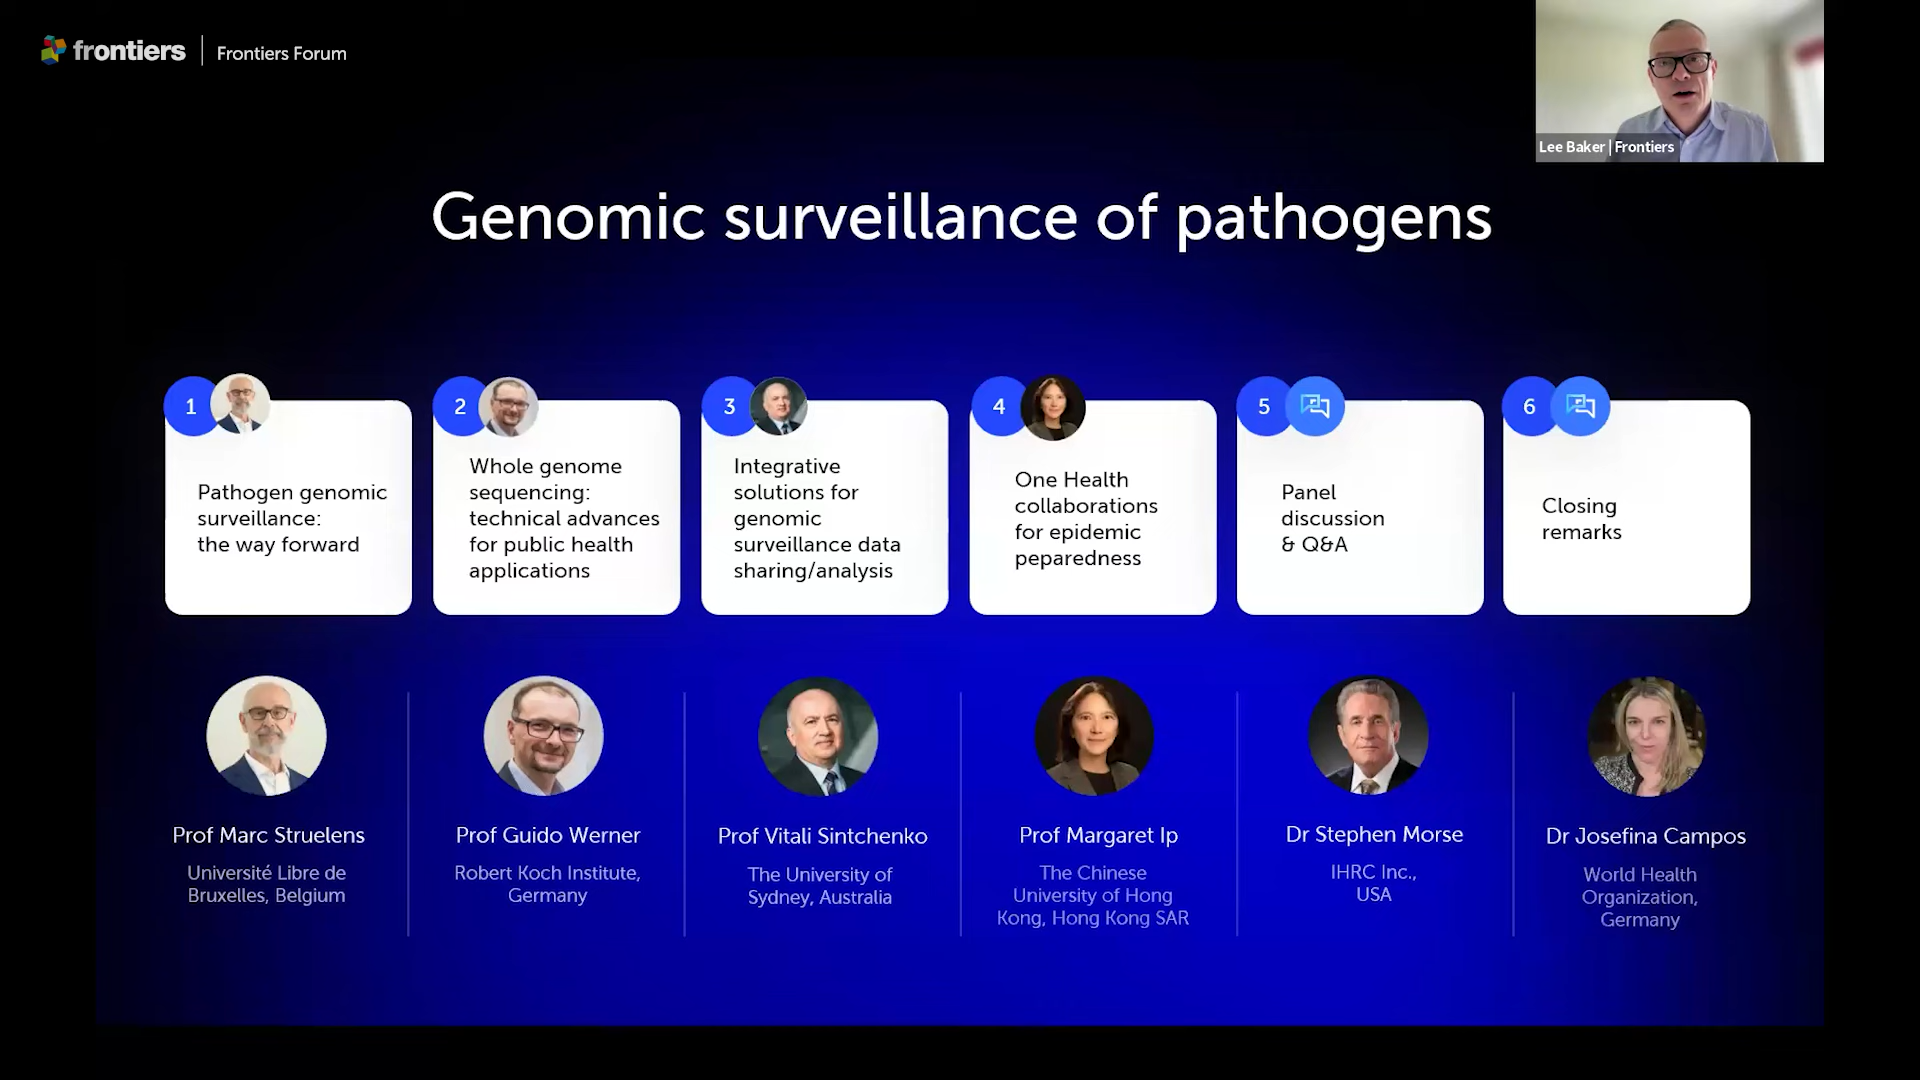 frontiers | Frontiers Forum
Lee Baker | Frontiers
Genomic surveillance of pathogens
1
Pathogen genomic
surveillance:
the way forward
2
Whole genome
sequencing:
technical advances
for public health
applications
3
Integrative
solutions for
genomic
surveillance data
sharing/analysis
4
One Health
collaborations
for epidemic
peparedness
5
Panel
discussion
& Q&A
6
Closing
remarks
Prof Marc Struelens
Université Libre de
Bruxelles, Belgium
Prof Guido Werner
Robert Koch Institute,
Germany
Prof Vitali Sintchenko
The University of
Sydney, Australia
Prof Margaret Ip
The Chinese
University of Hong
Kong, Hong Kong SAR
Dr Stephen Morse
IHRC Inc.,
USA
Dr Josefina Campos
World Health
Organization,
Germany